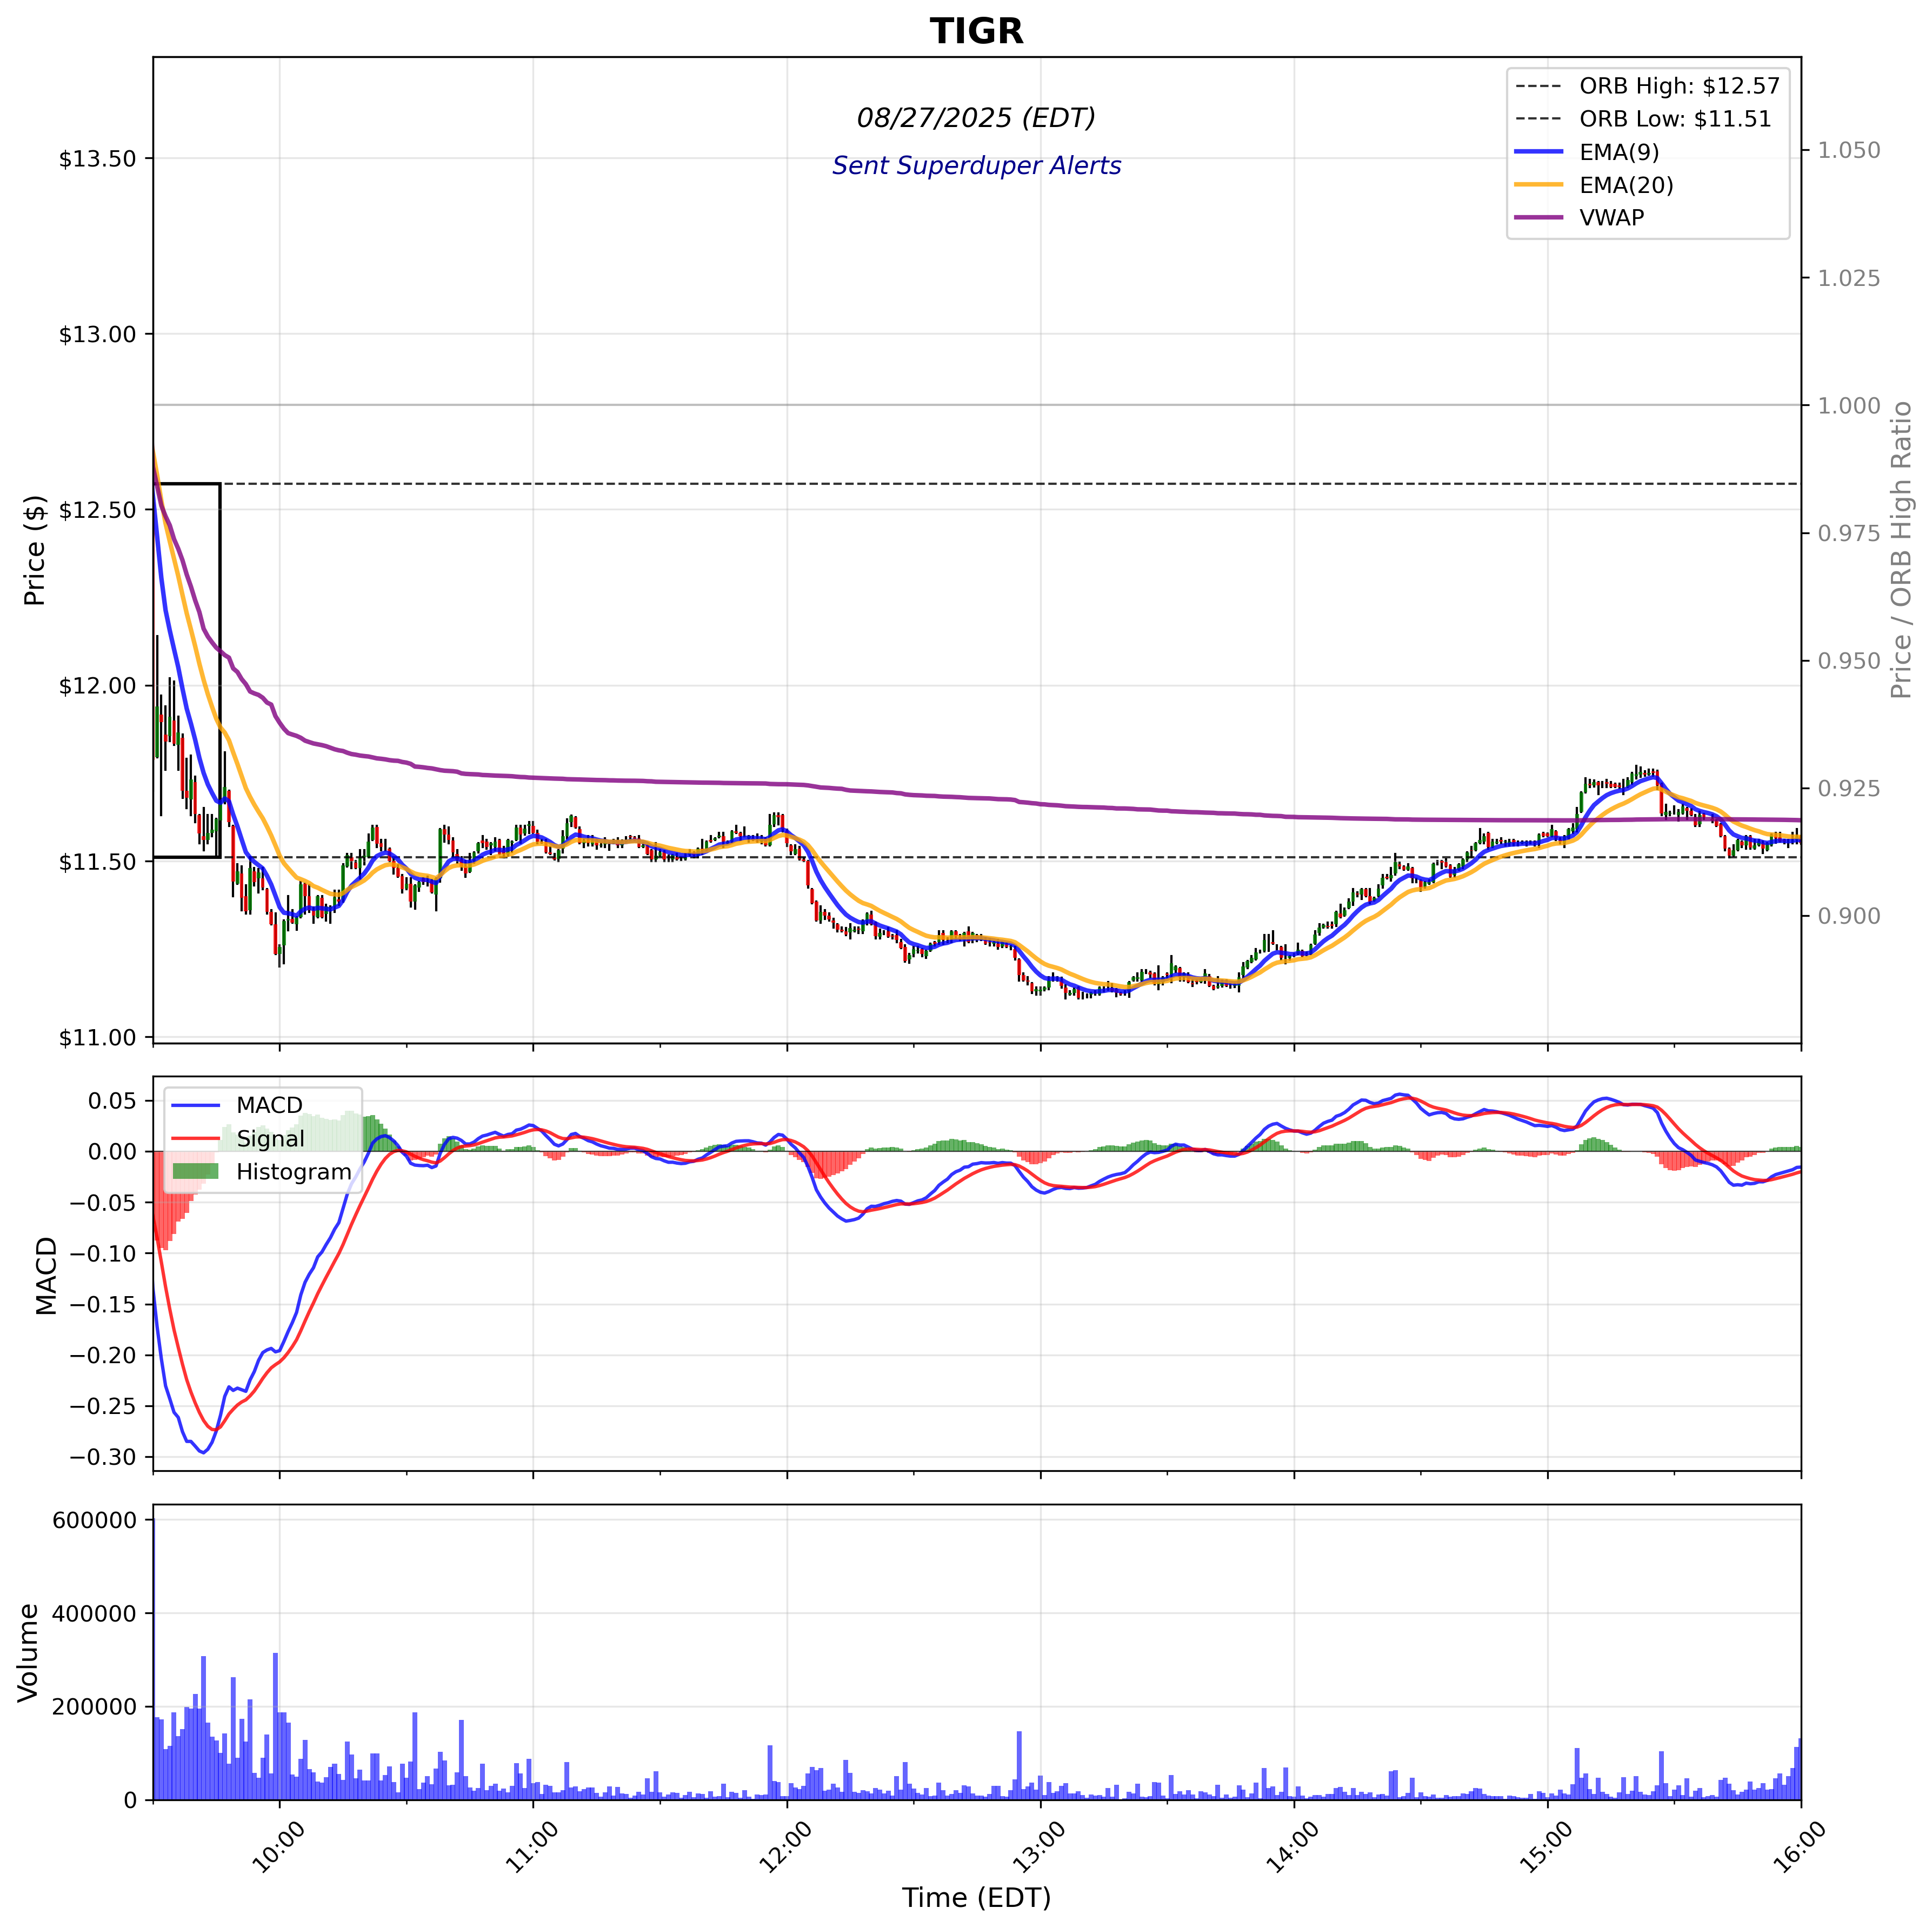 TIGR
08/27/2025 (EDT)
Sent Superduper Alerts
ORB High: $12.57
ORB Low: $11.51
EMA(9)
EMA(20)
VWAP
Price ($)
$13.50
$13.00
$12.50
$12.00
$11.50
$11.00
Price / ORB High Ratio
1.050
1.025
1.000
0.975
0.950
0.925
0.900
MACD
Signal
Histogram
MACD
0.05
0.00
−0.05
−0.10
−0.15
−0.20
−0.25
−0.30
Volume
600000
400000
200000
0
10:00
11:00
12:00
13:00
14:00
15:00
16:00
Time (EDT)